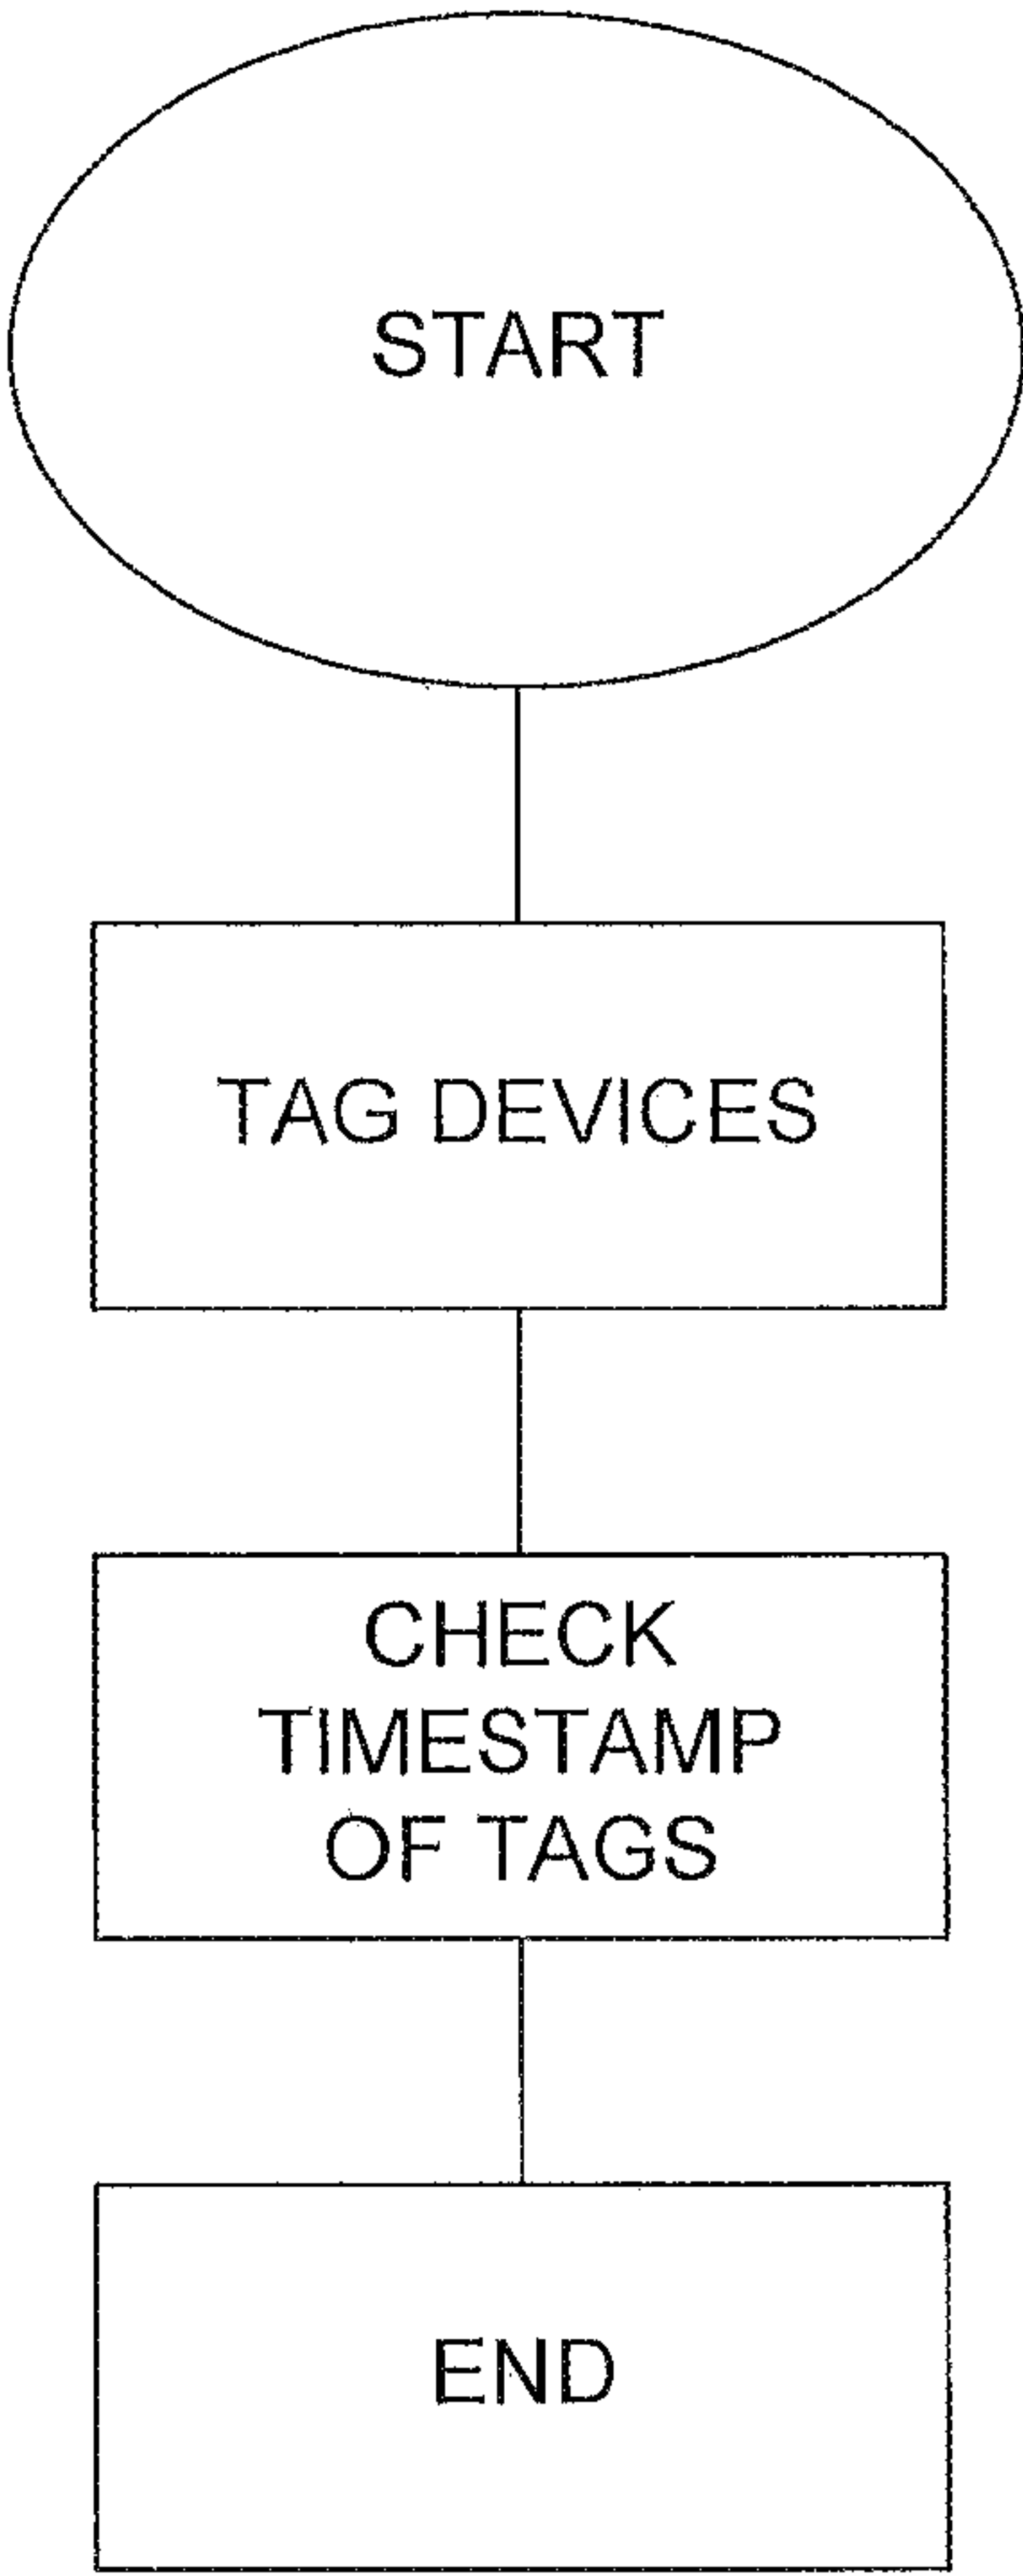 START
TAG DEVICES
CHECK
TIMESTAMP
OF TAGS
END